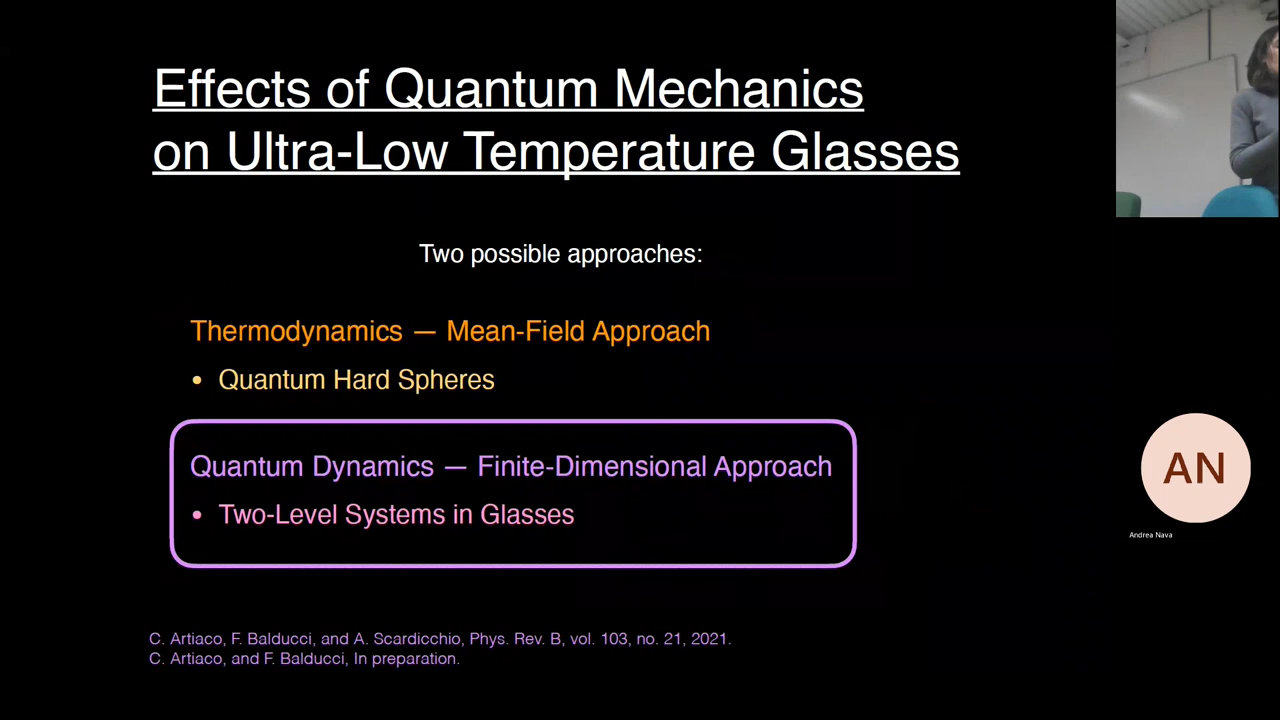 Effects of Quantum Mechanics
on Ultra-Low Temperature Glasses
Two possible approaches:
Thermodynamics — Mean-Field Approach
• Quantum Hard Spheres
Quantum Dynamics — Finite-Dimensional Approach
• Two-Level Systems in Glasses
AN
Andrea Nava
C. Artiaco, F. Balducci, and A. Scardicchio, Phys. Rev. B, vol. 103, no. 21, 2021.
C. Artiaco, and F. Balducci, In preparation.